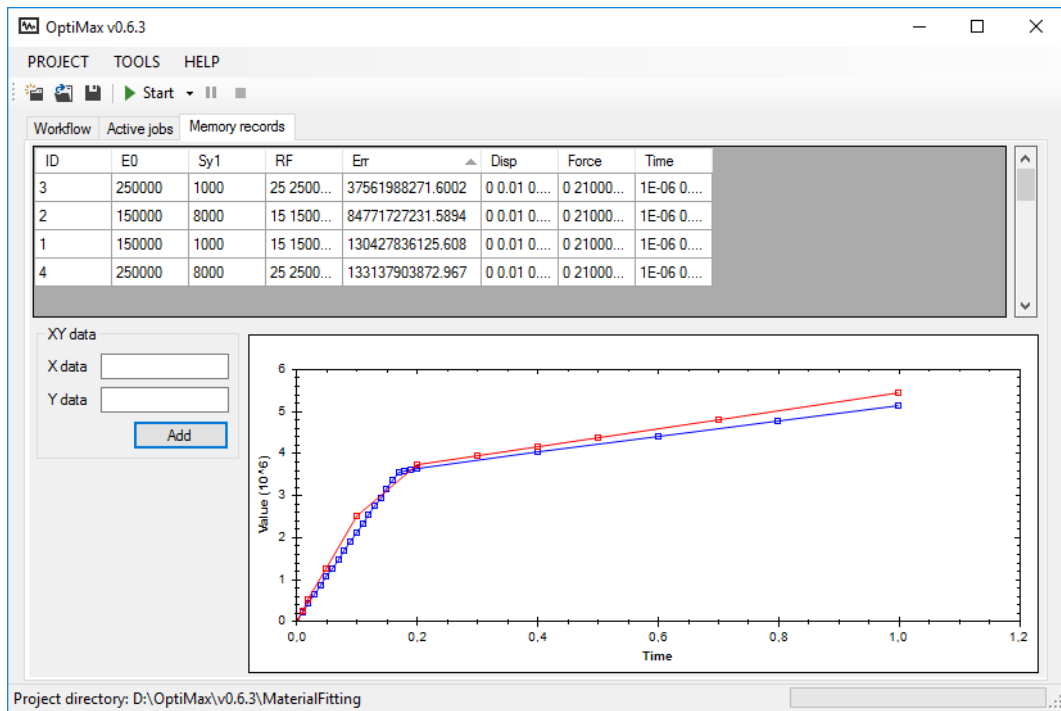 OptiMax v0.6.3
PROJECT TOOLS HELP
Start
Workflow Active jobs Memory records
ID E0 Sy1 RF Err Disp Force Time
3 250000 1000 25 2500... 37561988271.6002 0 0.01 0.... 0 21000... 1E-06 0....
2 150000 8000 15 1500... 84771727231.5894 0 0.01 0.... 0 21000... 1E-06 0....
1 150000 1000 15 1500... 130427836125.608 0 0.01 0.... 0 21000... 1E-06 0....
4 250000 8000 25 2500... 133137903872.967 0 0.01 0.... 0 21000... 1E-06 0....
XY data
X data
Y data
Add
Value (10^6)
6
5
4
3
2
1
0
0,0 0,2 0,4 0,6 0,8 1,0 1,2
Time
Project directory: D:\OptiMax\v0.6.3\MaterialFitting